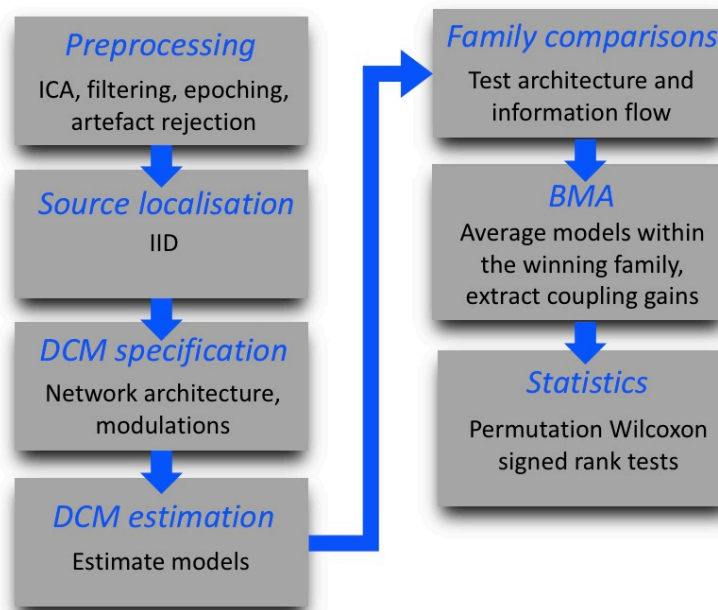 Preprocessing
ICA, filtering, epoching,
artefact rejection
Source localisation
IID
DCM specification
Network architecture,
modulations
DCM estimation
Estimate models
Family comparisons
Test architecture and
information flow
BMA
Average models within
the winning family,
extract coupling gains
Statistics
Permutation Wilcoxon
signed rank tests